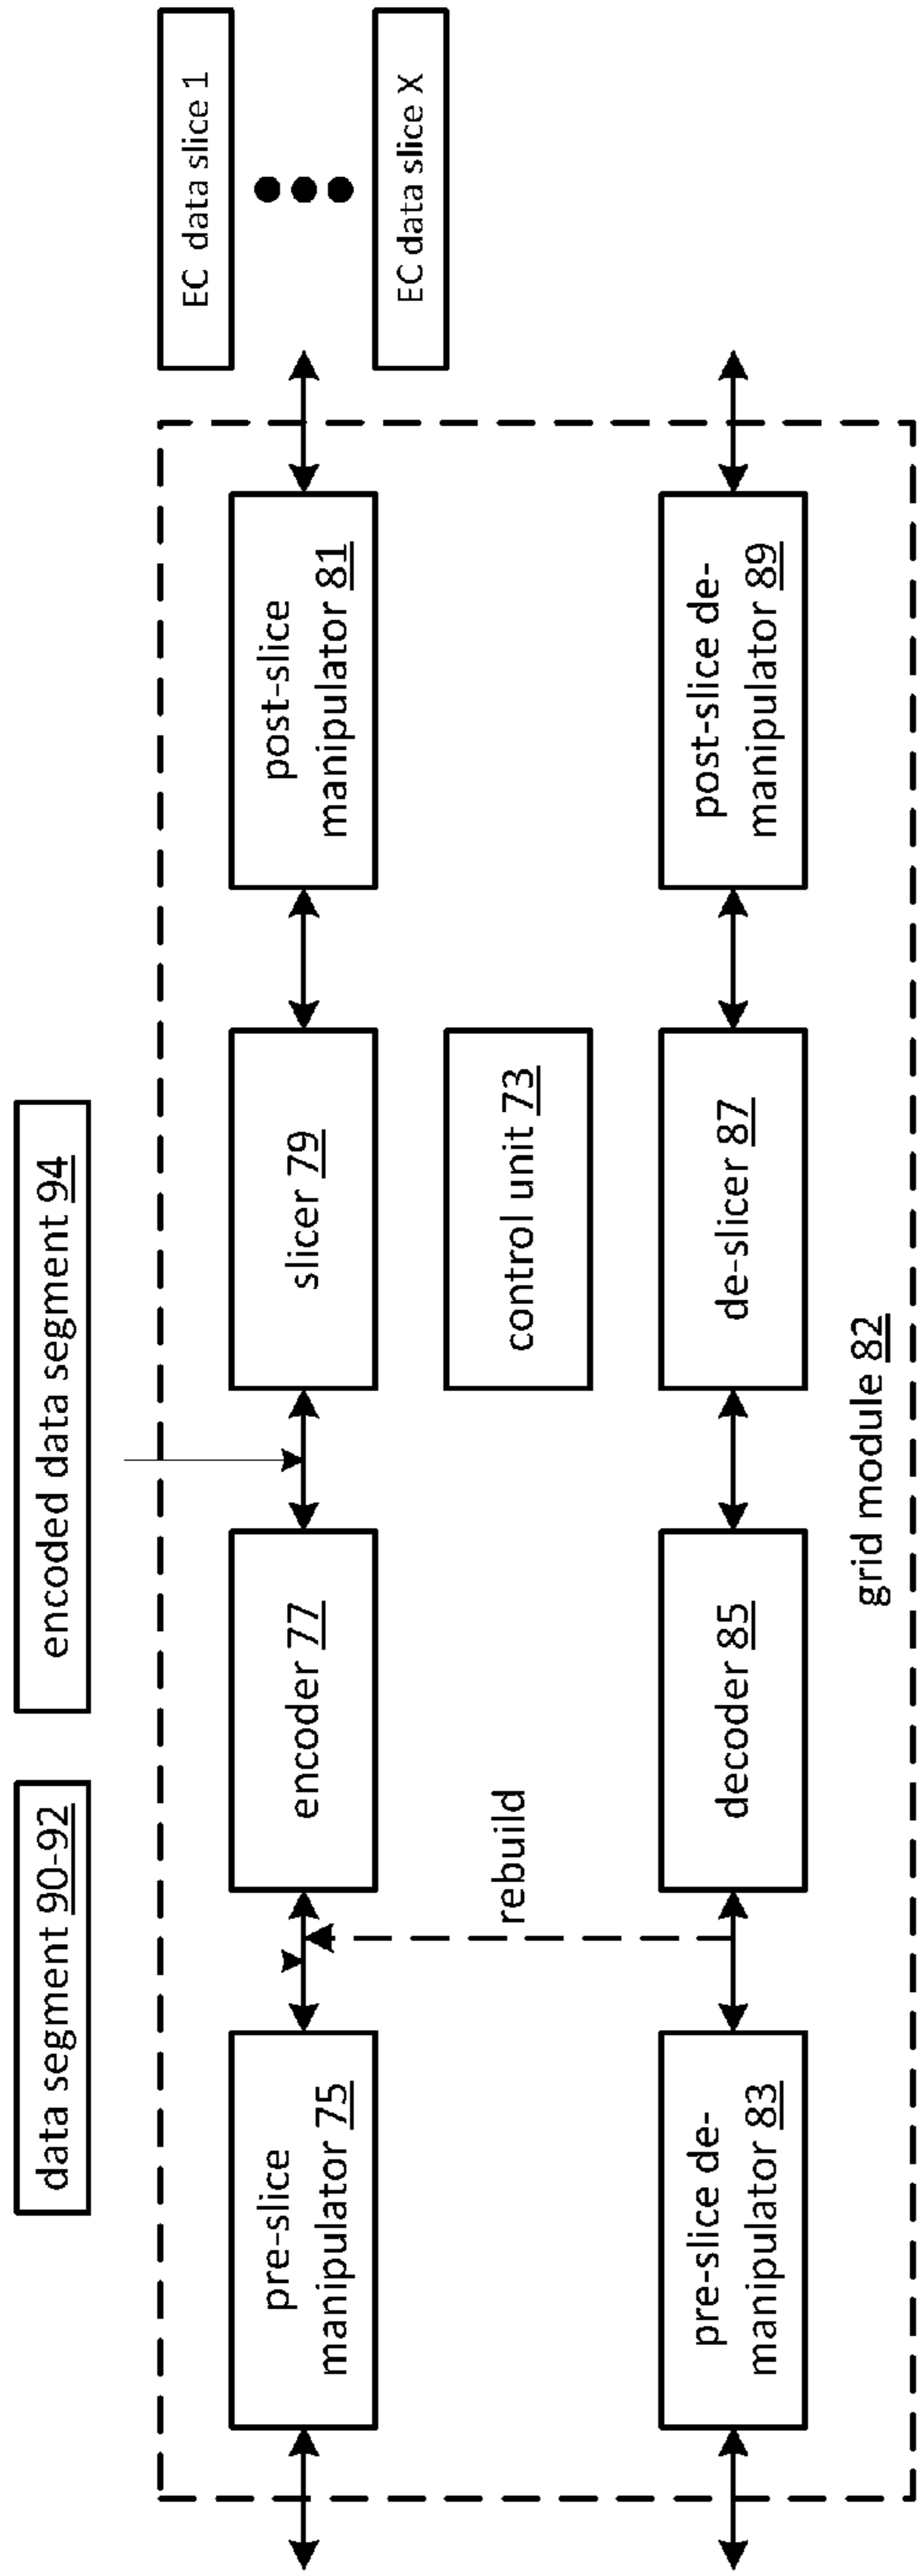 data segment 90-92
encoded data segment 94
EC data slice 1
EC data slice X
pre-slice
manipulator 75
encoder 77
slicer 79
post-slice
manipulator 81
rebuild
control unit 73
pre-slice de-
manipulator 83
decoder 85
de-slicer 87
post-slice de-
manipulator 89
grid module 82